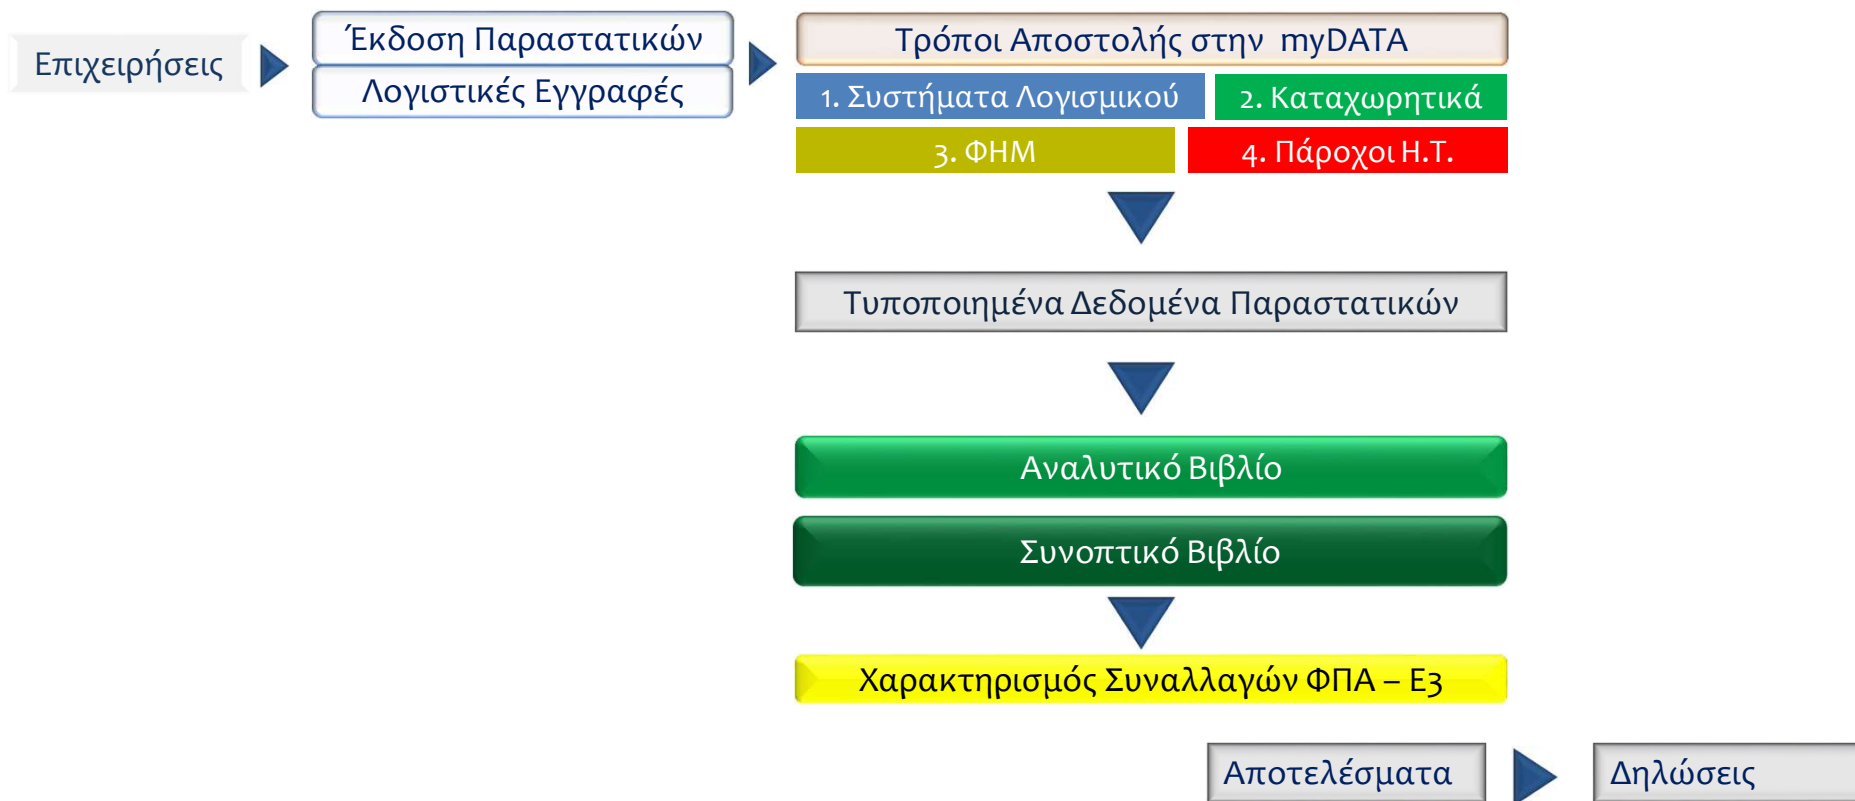 Επιχειρήσεις
Έκδοση Παραστατικών
Λογιστικές Εγγραφές
Τρόποι Αποστολής στην myDATA
1. Συστήματα Λογισμικού
2. Καταχωρητικά
3. ΦΗΜ
4. Πάροχοι Η.Τ.
Τυποποιημένα Δεδομένα Παραστατικών
Αναλυτικό Βιβλίο
Συνοπτικό Βιβλίο
Χαρακτηρισμός Συναλλαγών ΦΠΑ – Ε3
Αποτελέσματα
Δηλώσεις